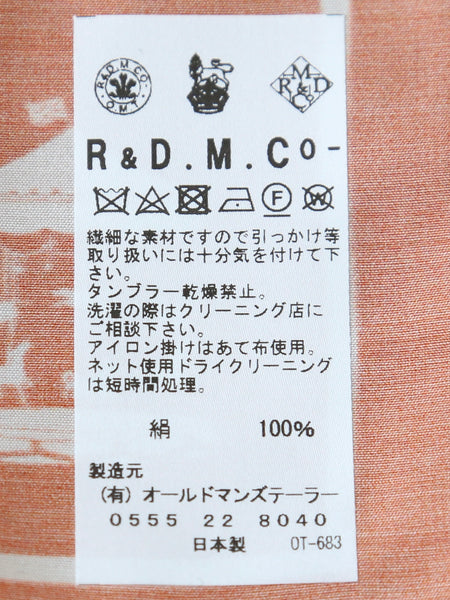 R&D.M.CO-
O.M.T.
M
R & D
Co
R & D . M . C O -
F
W
繊細な素材ですので引っかけ等
取り扱いには十分気を付けて下
さい。
タンブラー乾燥禁止。
洗濯の際はクリーニング店に
ご相談下さい。
アイロン掛けはあて布使用。
ネット使用ドライクリーニング
は短時間処理。
絹 100%
製造元
(有) オールドマンズテーラー
0555 22 8040
日本製 OT-683